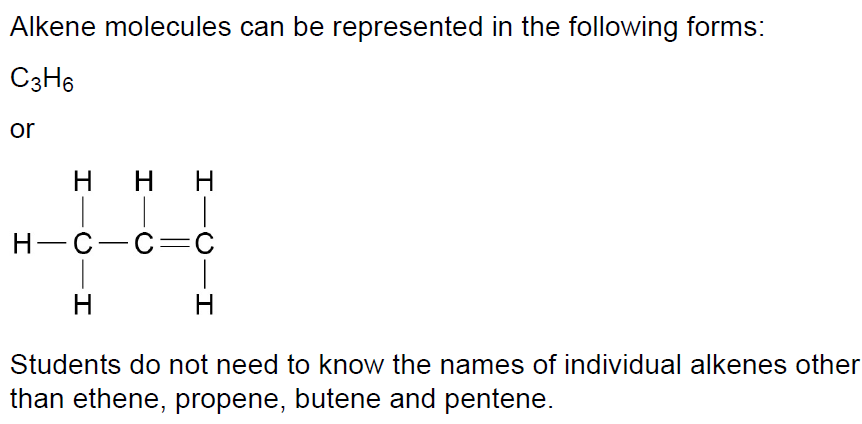 Alkene molecules can be represented in the following forms:
C3H6
or
H H H
H—C—C=C
H H
Students do not need to know the names of individual alkenes other
than ethene, propene, butene and pentene.